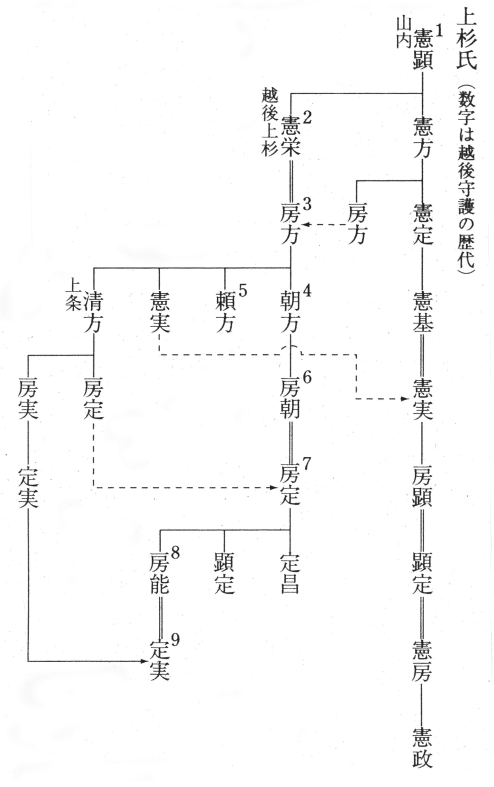 上杉氏（数字は越後守護の歴代）
山内
憲顕1
憲方
憲定
憲基
憲実
房顕
顕定
憲房
憲政
房方
越後上杉
憲栄2
房方3
朝方4
房朝6
房定7
定昌
頼方5
顕定
憲実
房能8
定実9
上条
清方
房定
房実
定実